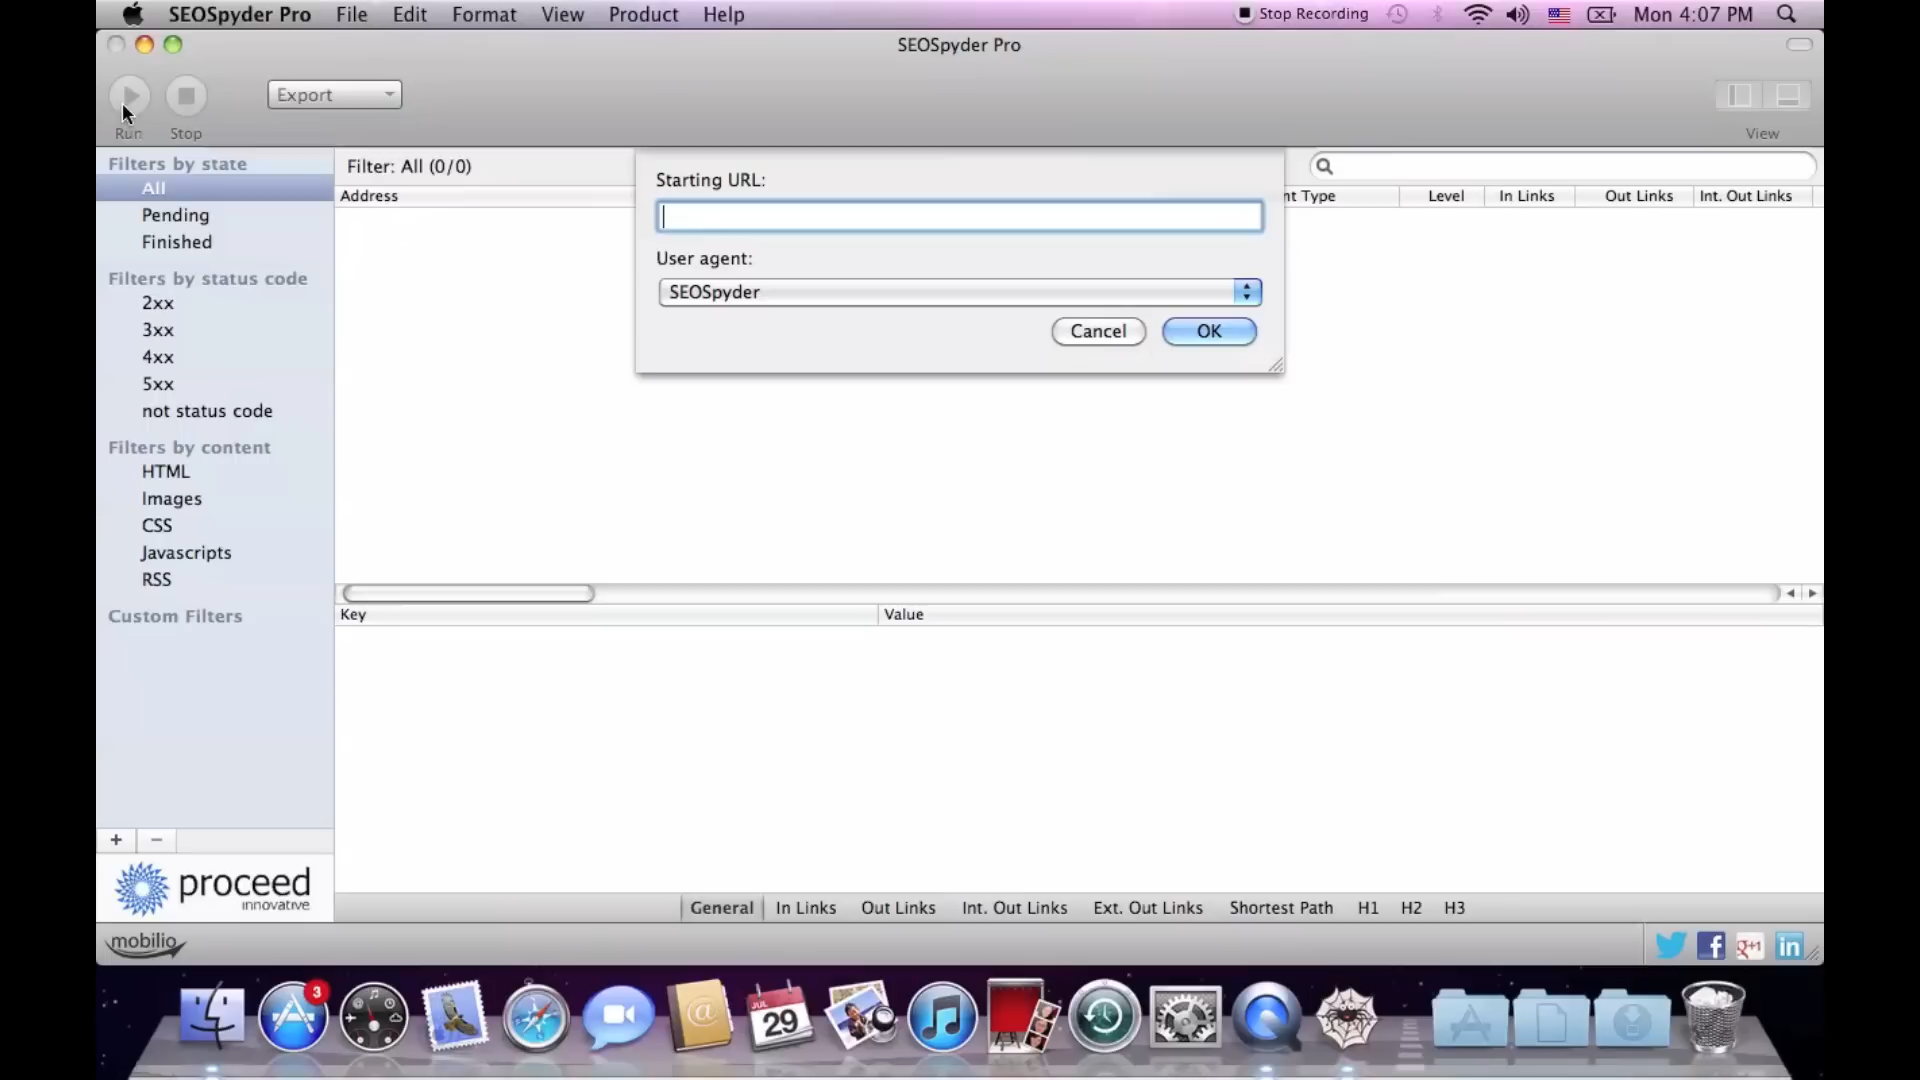 SEOSpyder Pro File Edit Format View Product Help Stop Recording Mon 4:07 PM
SEOSpyder Pro
Export
Run Stop View
Filters by state
All
Pending
Finished
Filters by status code
2xx
3xx
4xx
5xx
not status code
Filters by content
HTML
Images
CSS
Javascripts
RSS
Custom Filters
Filter: All (0/0)
Address nt Type Level In Links Out Links Int. Out Links
Starting URL:
User agent:
SEOSpyder
Cancel OK
Key Value
+ −
proceed
innovative
General In Links Out Links Int. Out Links Ext. Out Links Shortest Path H1 H2 H3
mobilio
f g+1 in
3
@
JUL
29